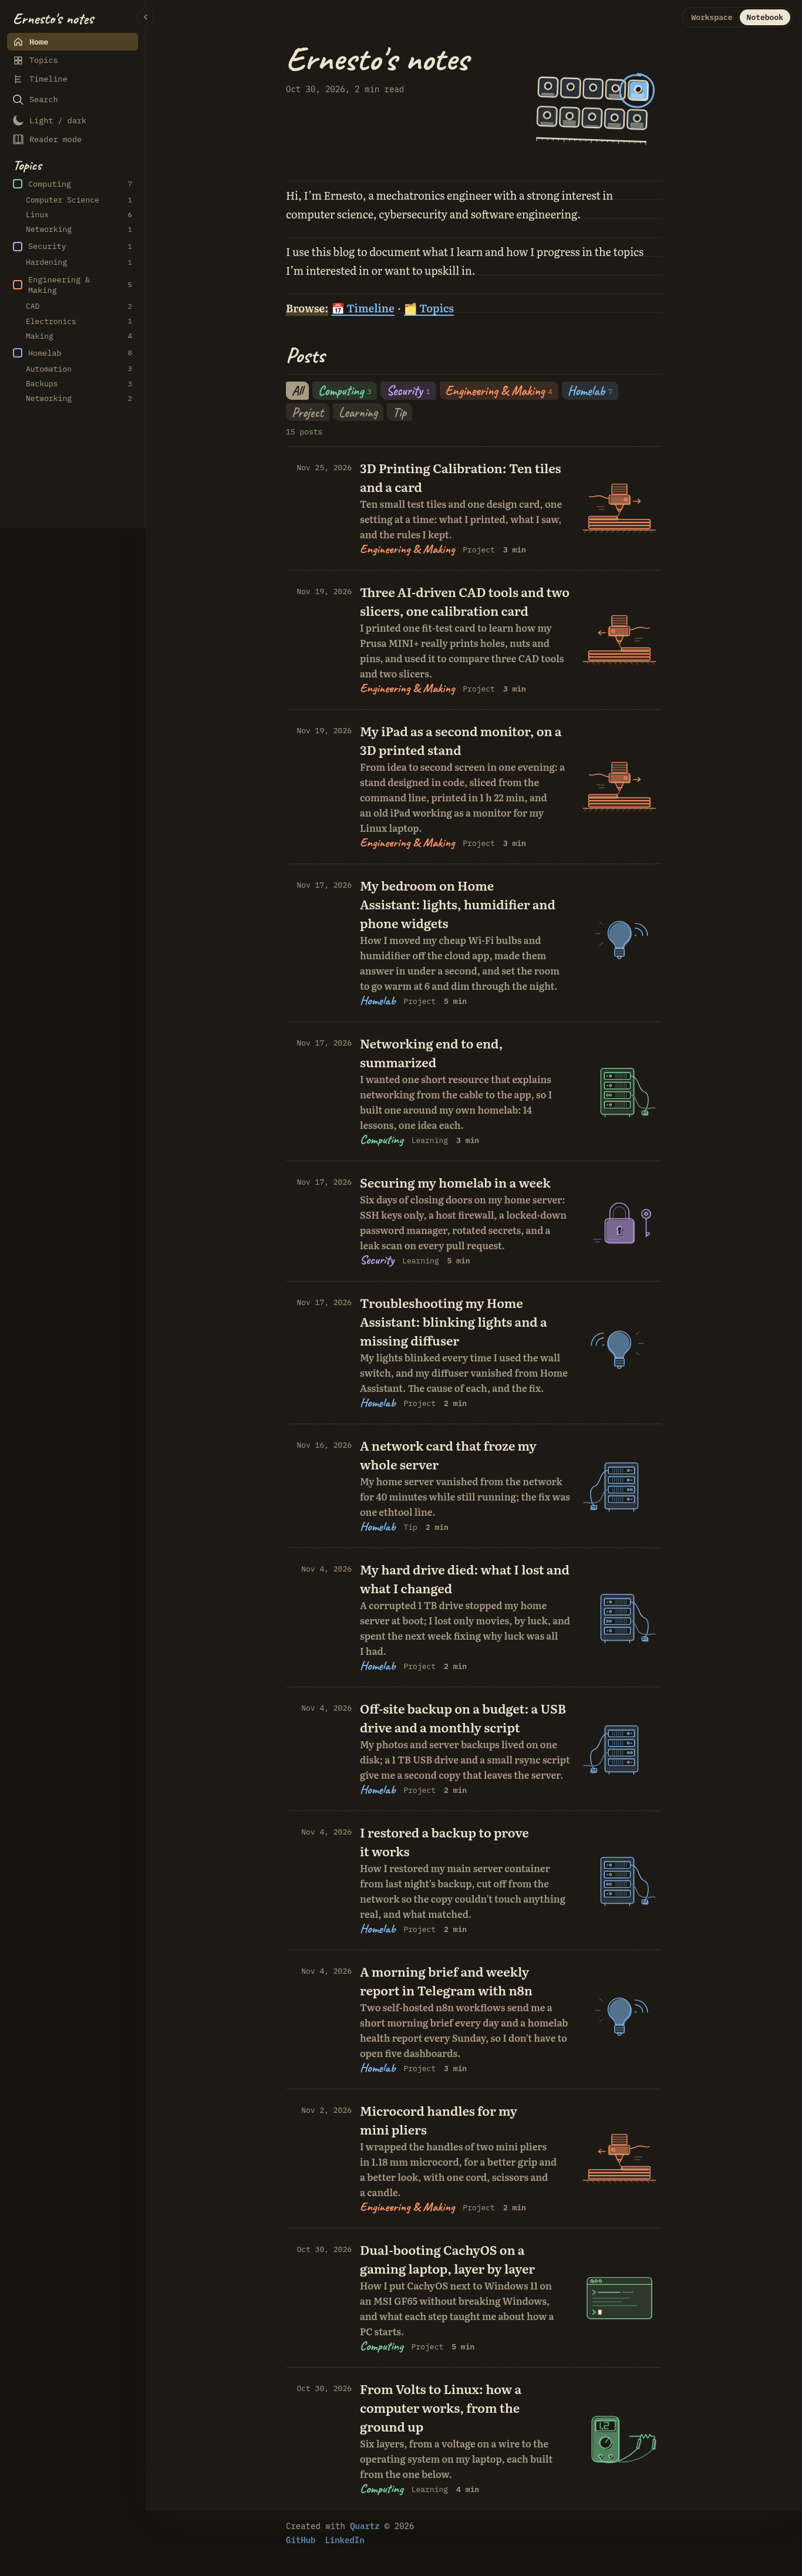 Ernesto's notes
Home
Topics
Timeline
Search
Light / dark
Reader mode
Topics
Computing 7
Computer Science 1
Linux 6
Networking 1
Security 1
Hardening 1
Engineering &
Making 5
CAD 2
Electronics 1
Making 4
Homelab 8
Automation 3
Backups 3
Networking 2
Workspace Notebook
Ernesto's notes
Oct 30, 2026, 2 min read
Hi, I'm Ernesto, a mechatronics engineer with a strong interest in
computer science, cybersecurity and software engineering.
I use this blog to document what I learn and how I progress in the topics
I'm interested in or want to upskill in.
Browse: 📅 Timeline · 🗂️ Topics
Posts
All Computing 3 Security 1 Engineering & Making 4 Homelab 7
Project Learning Tip
15 posts
Nov 25, 2026 3D Printing Calibration: Ten tiles
and a card
Ten small test tiles and one design card, one
setting at a time: what I printed, what I saw,
and the rules I kept.
Engineering & Making Project 3 min
Nov 19, 2026 Three AI-driven CAD tools and two
slicers, one calibration card
I printed one fit-test card to learn how my
Prusa MINI+ really prints holes, nuts and
pins, and used it to compare three CAD tools
and two slicers.
Engineering & Making Project 3 min
Nov 19, 2026 My iPad as a second monitor, on a
3D printed stand
From idea to second screen in one evening: a
stand designed in code, sliced from the
command line, printed in 1 h 22 min, and
an old iPad working as a monitor for my
Linux laptop.
Engineering & Making Project 3 min
Nov 17, 2026 My bedroom on Home
Assistant: lights, humidifier and
phone widgets
How I moved my cheap Wi-Fi bulbs and
humidifier off the cloud app, made them
answer in under a second, and set the room
to go warm at 6 and dim through the night.
Homelab Project 5 min
Nov 17, 2026 Networking end to end,
summarized
I wanted one short resource that explains
networking from the cable to the app, so I
built one around my own homelab: 14
lessons, one idea each.
Computing Learning 3 min
Nov 17, 2026 Securing my homelab in a week
Six days of closing doors on my home server:
SSH keys only, a host firewall, a locked-down
password manager, rotated secrets, and a
leak scan on every pull request.
Security Learning 5 min
Nov 17, 2026 Troubleshooting my Home
Assistant: blinking lights and a
missing diffuser
My lights blinked every time I used the wall
switch, and my diffuser vanished from Home
Assistant. The cause of each, and the fix.
Homelab Project 2 min
Nov 16, 2026 A network card that froze my
whole server
My home server vanished from the network
for 40 minutes while still running; the fix was
one ethtool line.
Homelab Tip 2 min
Nov 4, 2026 My hard drive died: what I lost and
what I changed
A corrupted 1 TB drive stopped my home
server at boot; I lost only movies, by luck, and
spent the next week fixing why luck was all
I had.
Homelab Project 2 min
Nov 4, 2026 Off-site backup on a budget: a USB
drive and a monthly script
My photos and server backups lived on one
disk; a 1 TB USB drive and a small rsync script
give me a second copy that leaves the server.
Homelab Project 2 min
Nov 4, 2026 I restored a backup to prove
it works
How I restored my main server container
from last night's backup, cut off from the
network so the copy couldn't touch anything
real, and what matched.
Homelab Project 2 min
Nov 4, 2026 A morning brief and weekly
report in Telegram with n8n
Two self-hosted n8n workflows send me a
short morning brief every day and a homelab
health report every Sunday, so I don't have to
open five dashboards.
Homelab Project 3 min
Nov 2, 2026 Microcord handles for my
mini pliers
I wrapped the handles of two mini pliers
in 1.18 mm microcord, for a better grip and
a better look, with one cord, scissors and
a candle.
Engineering & Making Project 2 min
Oct 30, 2026 Dual-booting CachyOS on a
gaming laptop, layer by layer
How I put CachyOS next to Windows 11 on
an MSI GF65 without breaking Windows,
and what each step taught me about how a
PC starts.
Computing Project 5 min
Oct 30, 2026 From Volts to Linux: how a
computer works, from the
ground up
Six layers, from a voltage on a wire to the
operating system on my laptop, each built
from the one below.
Computing Learning 4 min
Created with Quartz © 2026
GitHub LinkedIn